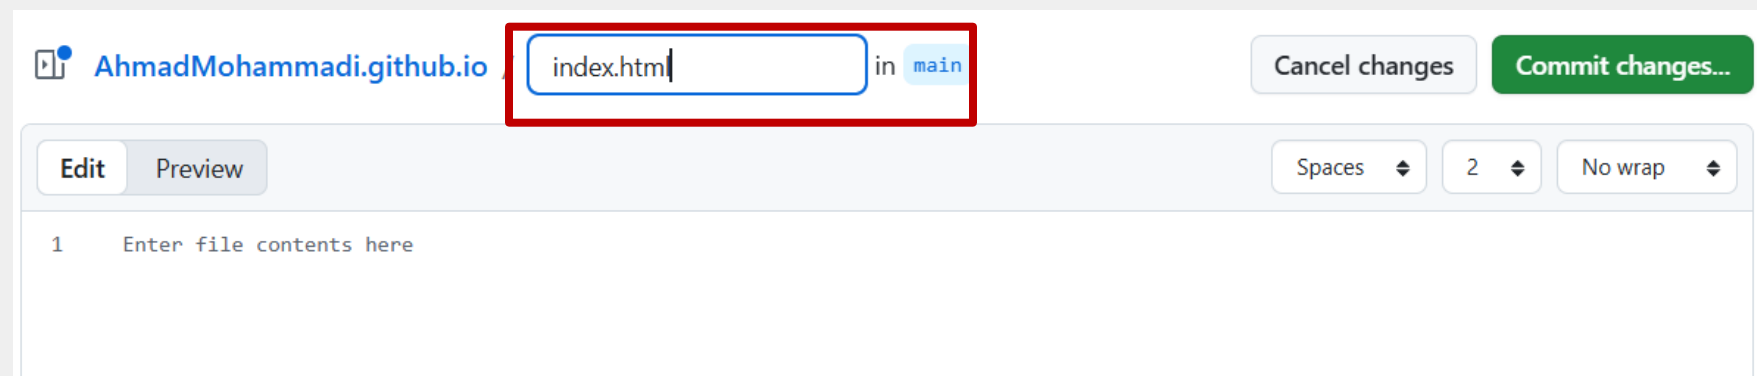 AhmadMohammadi.github.io / index.html in main Cancel changes Commit changes...
Edit Preview Spaces 2 No wrap
1 Enter file contents here